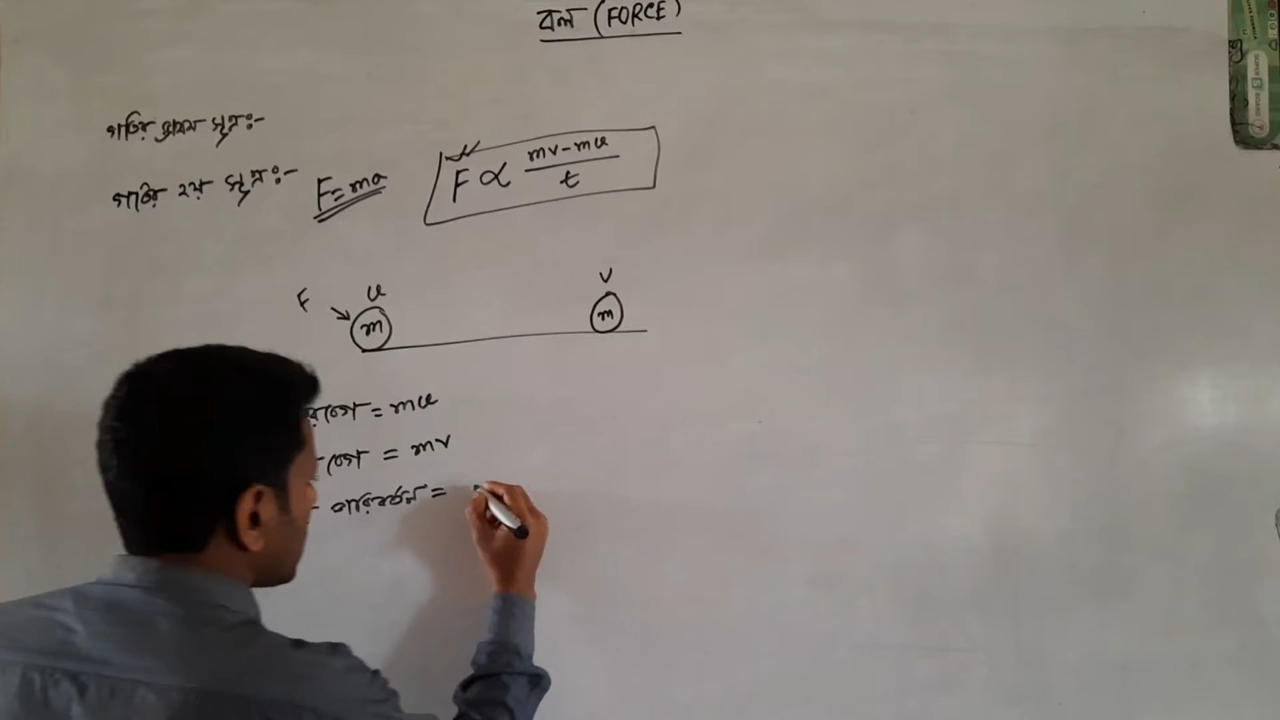 বল (FORCE)
গতির প্রথম সূত্রঃ-
গতির ২য় সূত্রঃ- F=ma F ∝ (mv-mu)/t
F u v
m m
= mu
= mv
পরিবর্তন =